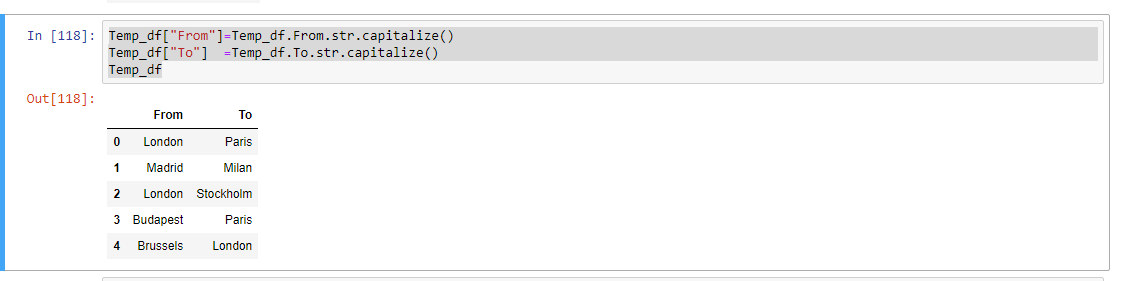 In [118]: Temp_df["From"]=Temp_df.From.str.capitalize()
Temp_df["To"]  =Temp_df.To.str.capitalize()
Temp_df
Out[118]:
From To
0 London Paris
1 Madrid Milan
2 London Stockholm
3 Budapest Paris
4 Brussels London